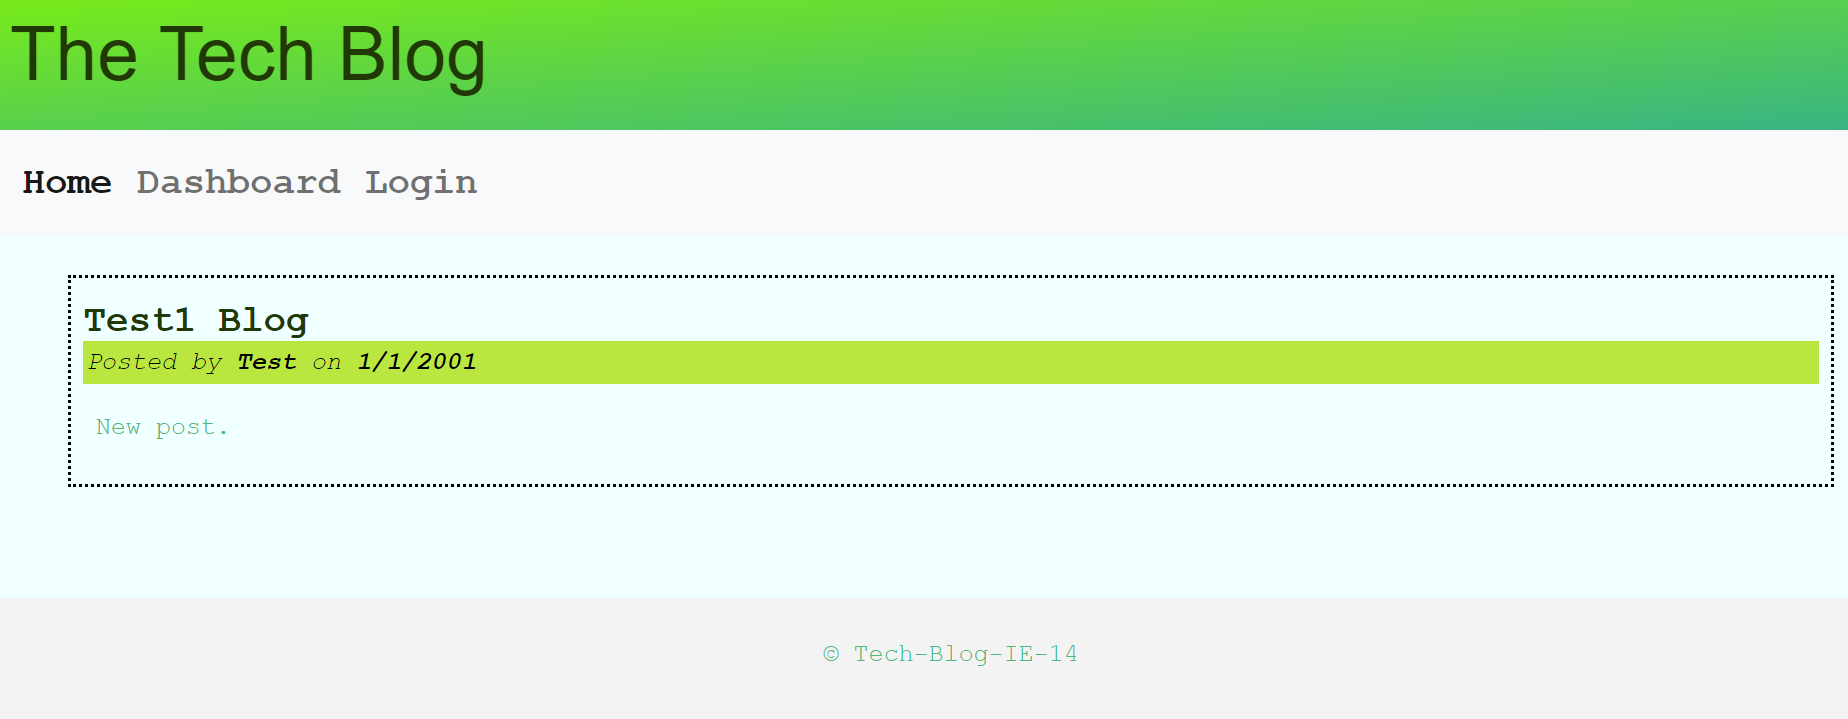 The Tech Blog
Home Dashboard Login
Test1 Blog
Posted by Test on 1/1/2001
New post.
© Tech-Blog-IE-14